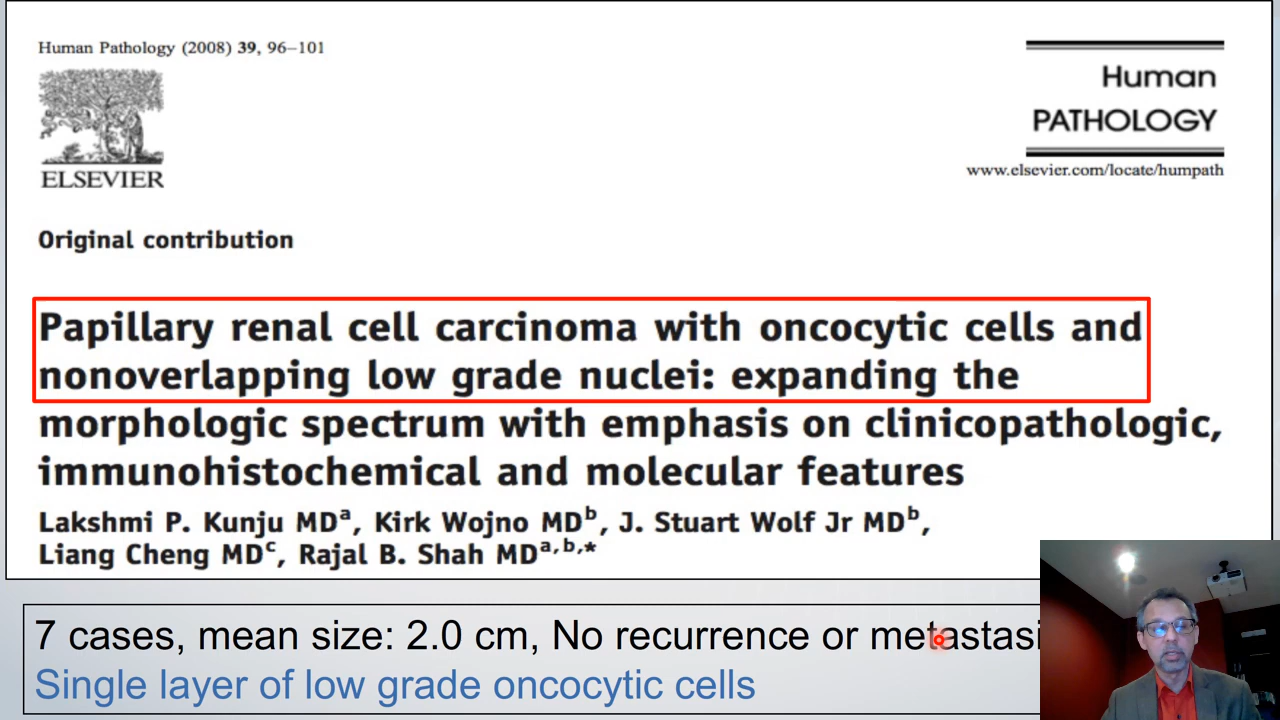 Human Pathology (2008) 39, 96–101
ELSEVIER
Human
PATHOLOGY
www.elsevier.com/locate/humpath
Original contribution
Papillary renal cell carcinoma with oncocytic cells and
nonoverlapping low grade nuclei: expanding the
morphologic spectrum with emphasis on clinicopathologic,
immunohistochemical and molecular features
Lakshmi P. Kunju MDᵃ, Kirk Wojno MDᵇ, J. Stuart Wolf Jr MDᵇ,
Liang Cheng MDᶜ, Rajal B. Shah MDᵃ,ᵇ,*
7 cases, mean size: 2.0 cm, No recurrence or metastasi
Single layer of low grade oncocytic cells